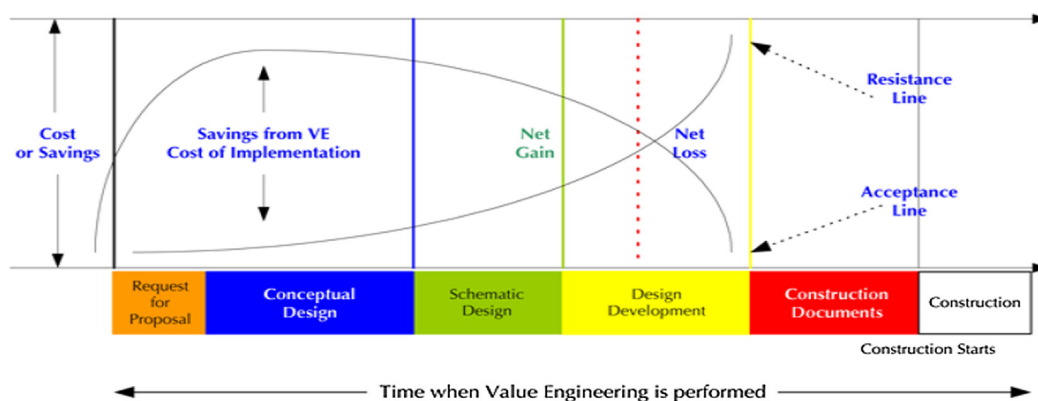 Cost
or Savings
Savings from VE
Cost of Implementation
Net
Gain
Net
Loss
Resistance
Line
Acceptance
Line
Request
for
Proposal
Conceptual
Design
Schematic
Design
Design
Development
Construction
Documents
Construction
Construction Starts
Time when Value Engineering is performed